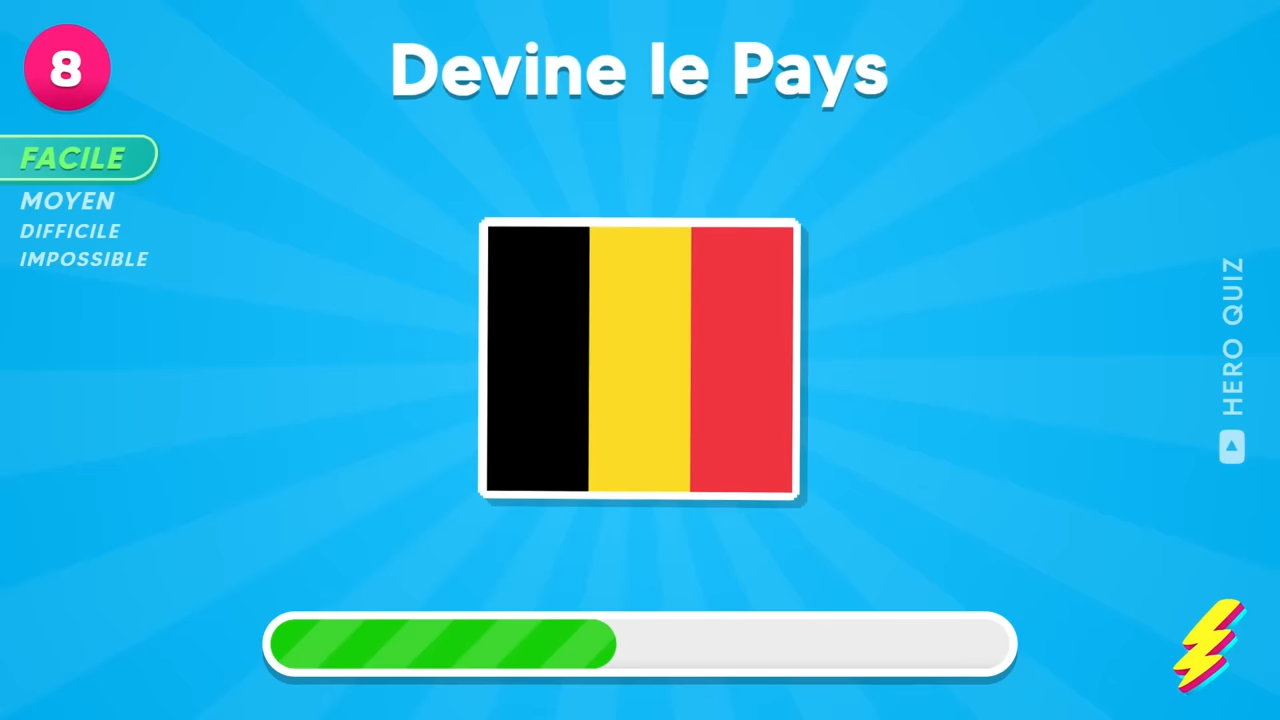 8
Devine le Pays
FACILE
MOYEN
DIFFICILE
IMPOSSIBLE
HERO QUIZ